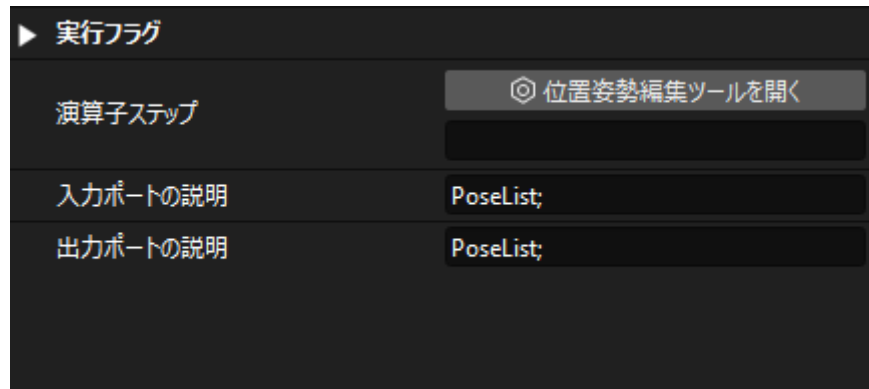 ▶ 実行フラグ
演算子ステップ
位置姿勢編集ツールを開く
入力ポートの説明 PoseList;
出力ポートの説明 PoseList;